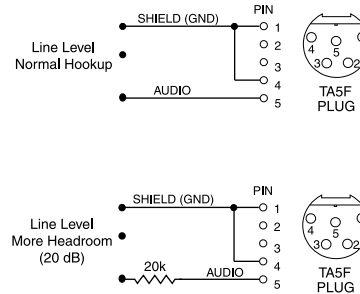 PIN
SHIELD (GND)
1
2
3
4
5
AUDIO
Line Level
Normal Hookup
4
5
3
2
TA5F
PLUG
PIN
SHIELD (GND)
1
2
3
4
5
20k
AUDIO
Line Level
More Headroom
(20 dB)
4
5
3
2
TA5F
PLUG